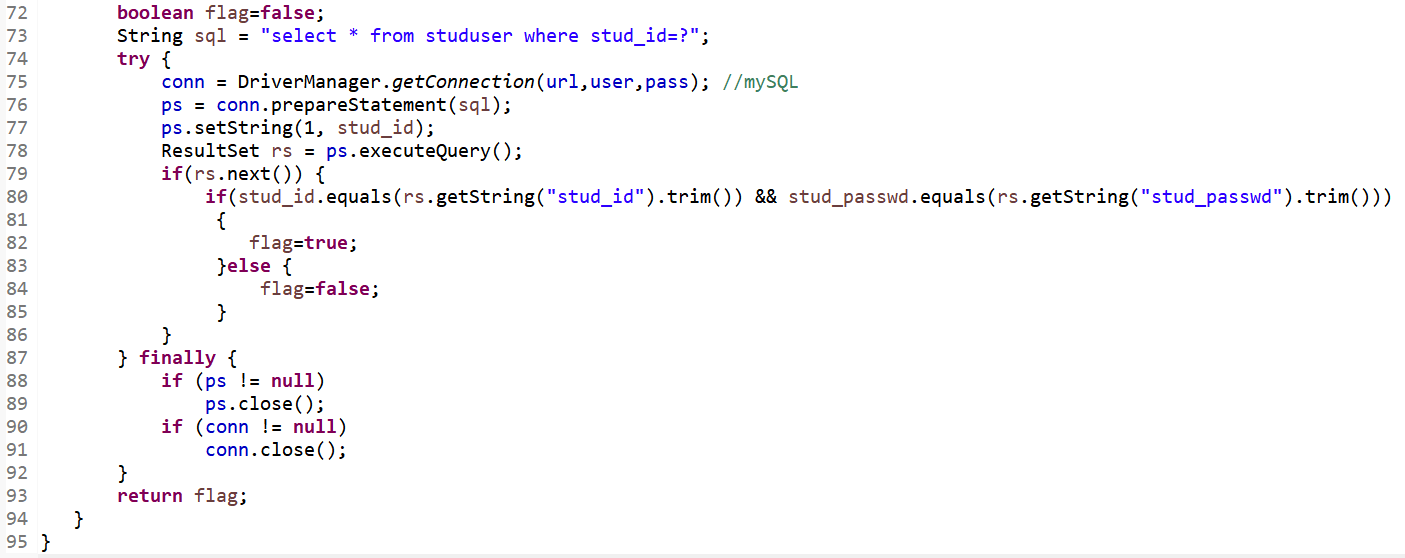 72 boolean flag=false;
73 String sql = "select * from studuser where stud_id=?";
74 try {
75 conn = DriverManager.getConnection(url,user,pass); //mySQL
76 ps = conn.prepareStatement(sql);
77 ps.setString(1, stud_id);
78 ResultSet rs = ps.executeQuery();
79 if(rs.next()) {
80 if(stud_id.equals(rs.getString("stud_id").trim()) && stud_passwd.equals(rs.getString("stud_passwd").trim()))
81 {
82 flag=true;
83 }else {
84 flag=false;
85 }
86 }
87 } finally {
88 if (ps != null)
89 ps.close();
90 if (conn != null)
91 conn.close();
92 }
93 return flag;
94 }
95 }